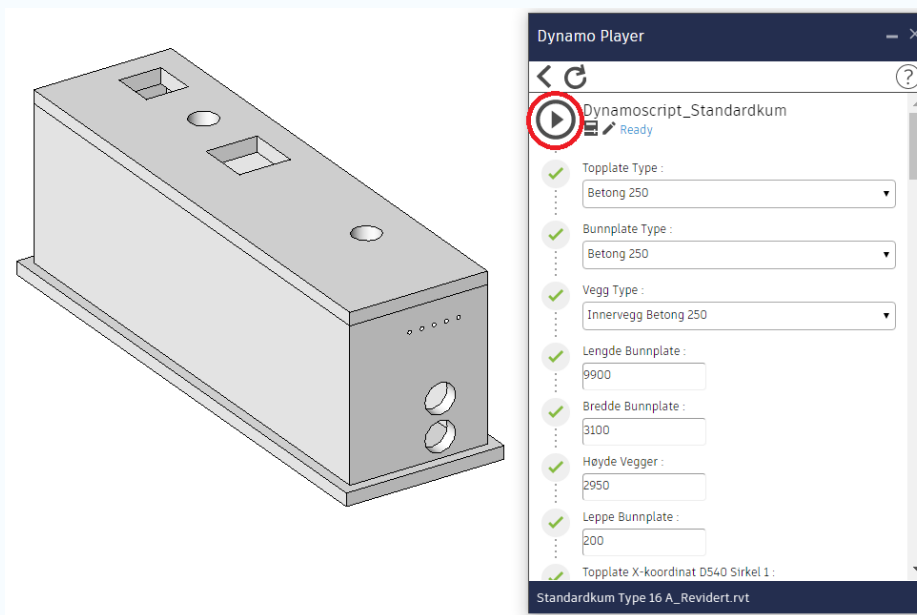 Dynamo Player
Dynamoscript_Standardkum
Ready
Topplate Type :
Betong 250
Bunnplate Type :
Betong 250
Vegg Type :
Innervegg Betong 250
Lengde Bunnplate :
9900
Bredde Bunnplate :
3100
Høyde Vegger :
2950
Leppe Bunnplate :
200
Topplate X-koordinat D540 Sirkel 1 :
Standardkum Type 16 A_Revidert.rvt